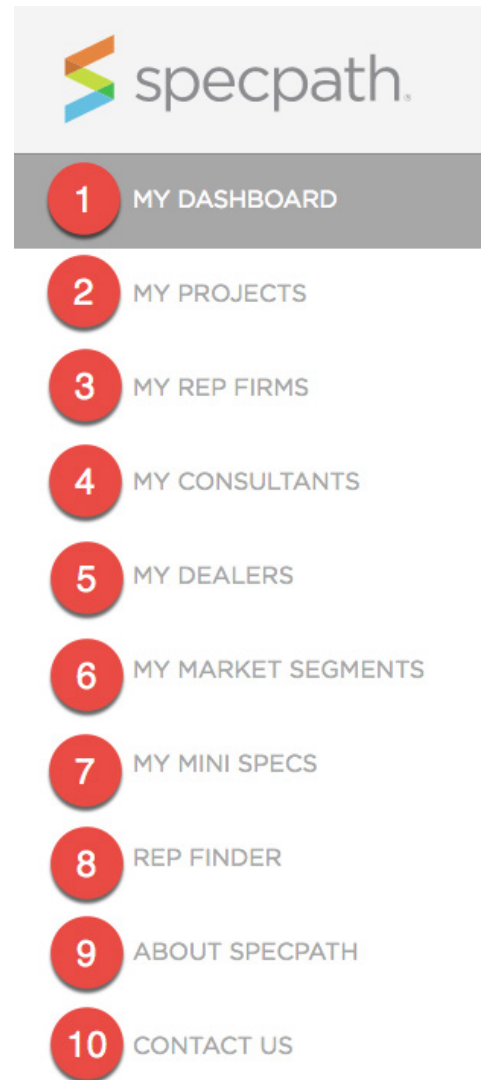 specpath®
1 MY DASHBOARD
2 MY PROJECTS
3 MY REP FIRMS
4 MY CONSULTANTS
5 MY DEALERS
6 MY MARKET SEGMENTS
7 MY MINI SPECS
8 REP FINDER
9 ABOUT SPECPATH
10 CONTACT US